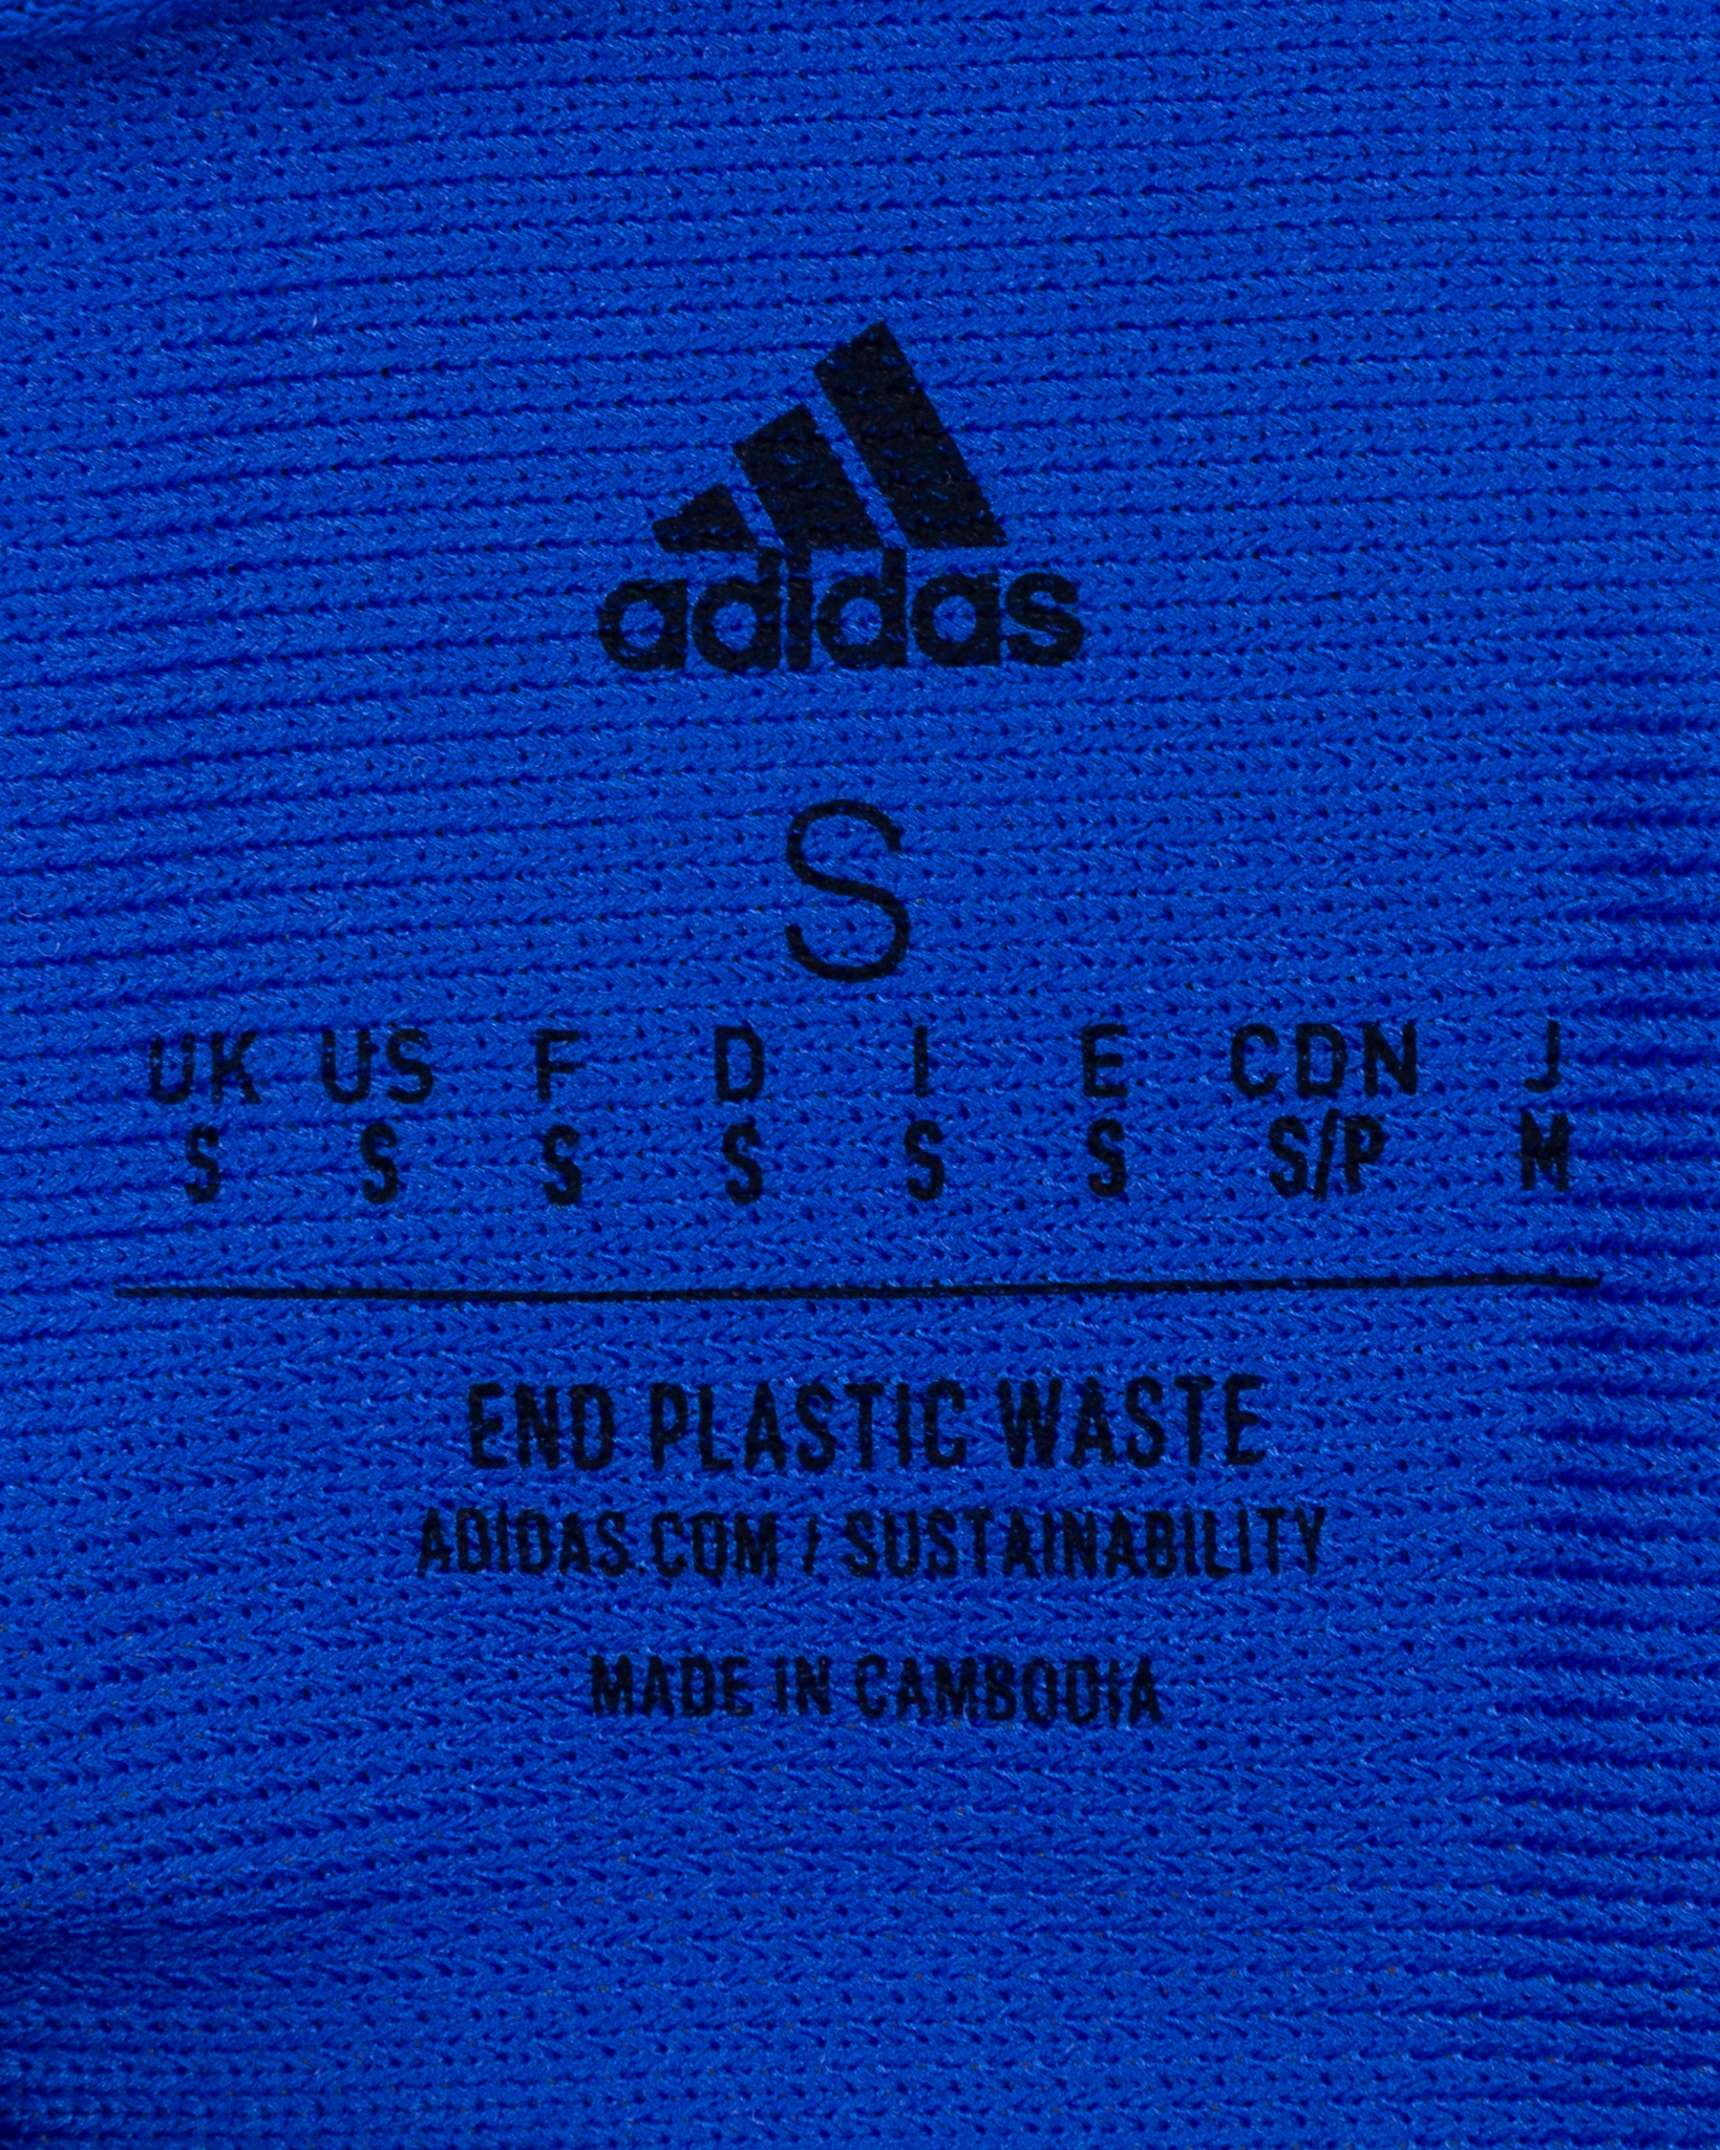 adidas
S
UK US F D I E CDN J
S S S S S S S/P M
END PLASTIC WASTE
ADIDAS.COM / SUSTAINABILITY
MADE IN CAMBODIA